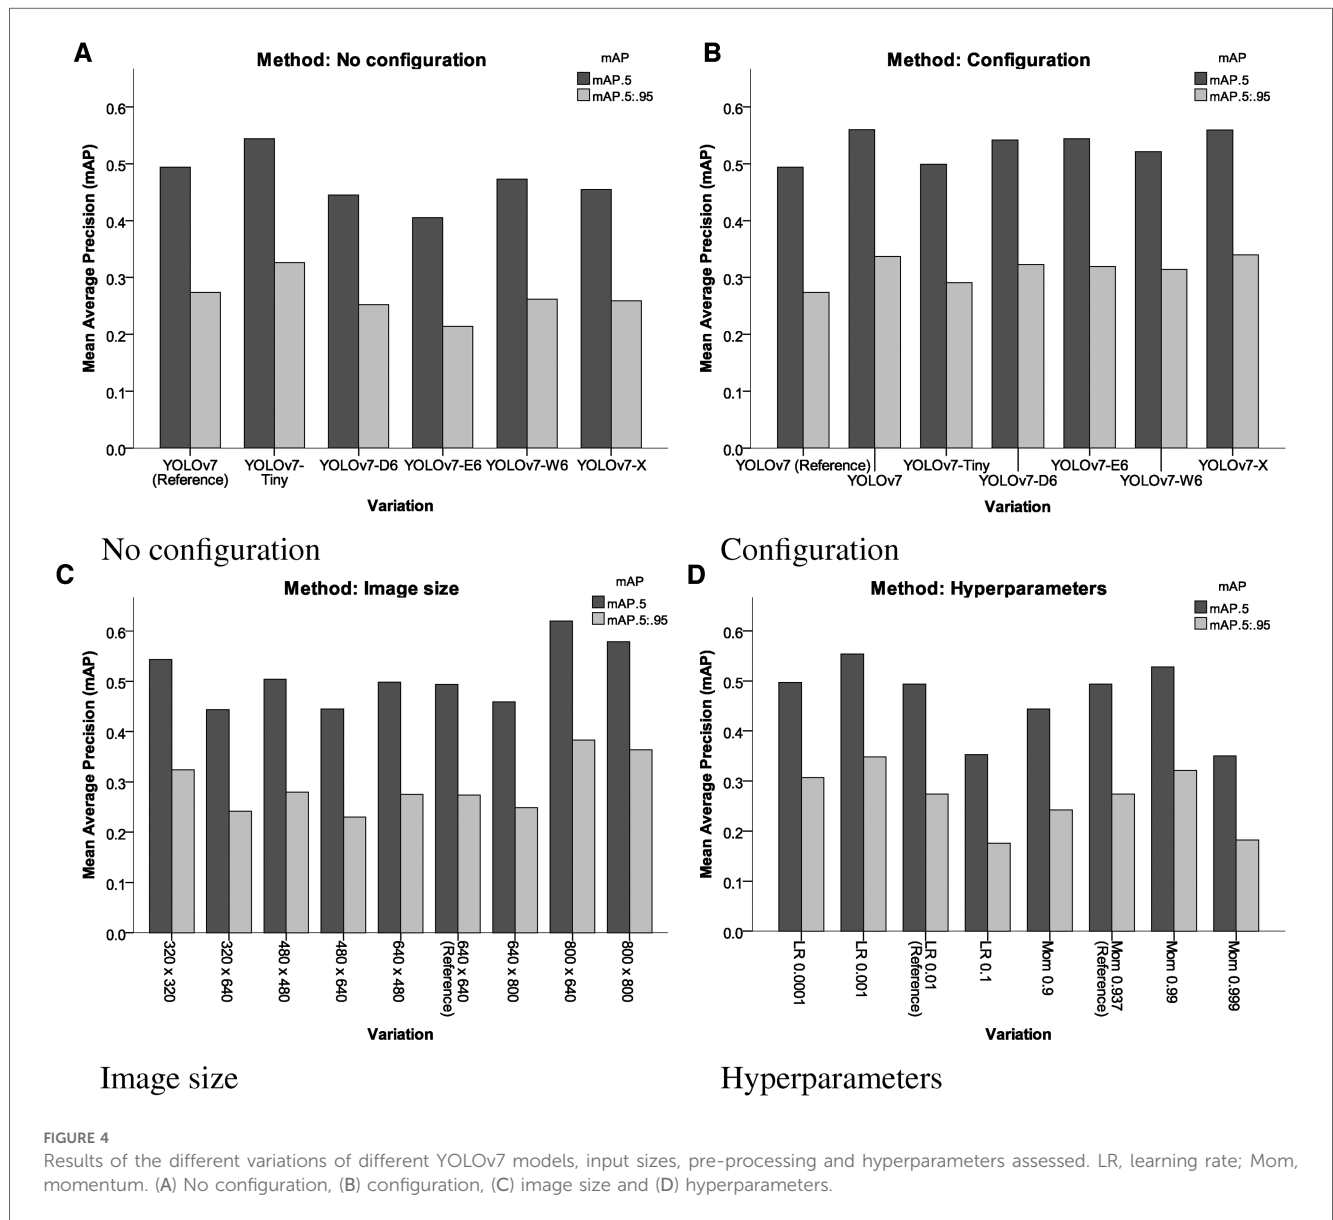 A
Method: No configuration
mAP
mAP.5
mAP.5:.95
Mean Average Precision (mAP)
0.6
0.5
0.4
0.3
0.2
0.1
0.0
YOLOv7 (Reference)
YOLOv7-Tiny
YOLOv7-D6
YOLOv7-E6
YOLOv7-W6
YOLOv7-X
Variation
No configuration
B
Method: Configuration
mAP
mAP.5
mAP.5:.95
Mean Average Precision (mAP)
0.6
0.5
0.4
0.3
0.2
0.1
0.0
YOLOv7 (Reference)
YOLOv7
YOLOv7-Tiny
YOLOv7-D6
YOLOv7-E6
YOLOv7-W6
YOLOv7-X
Variation
Configuration
C
Method: Image size
mAP
mAP.5
mAP.5:.95
Mean Average Precision (mAP)
0.6
0.5
0.4
0.3
0.2
0.1
0.0
320 x 320
320 x 640
480 x 480
480 x 640
640 x 480
640 x 640
(Reference)
640 x 800
800 x 640
800 x 800
Variation
Image size
D
Method: Hyperparameters
mAP
mAP.5
mAP.5:.95
Mean Average Precision (mAP)
0.6
0.5
0.4
0.3
0.2
0.1
0.0
LR 0.0001
LR 0.001
LR 0.01
(Reference)
LR 0.1
Mom 0.9
Mom 0.937
(Reference)
Mom 0.99
Mom 0.999
Variation
Hyperparameters
FIGURE 4
Results of the different variations of different YOLOv7 models, input sizes, pre-processing and hyperparameters assessed. LR, learning rate; Mom,
momentum. (A) No configuration, (B) configuration, (C) image size and (D) hyperparameters.